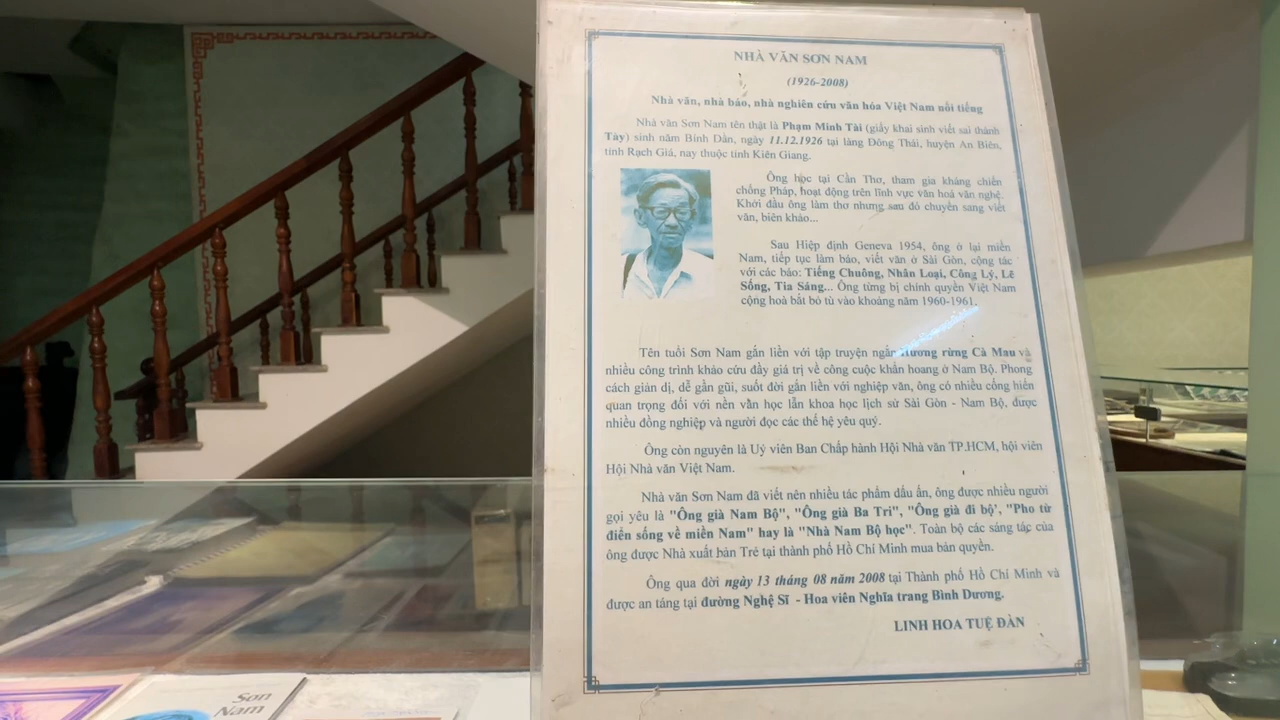 NHÀ VĂN SƠN NAM
(1926-2008)
Nhà văn, nhà báo, nhà nghiên cứu văn hóa Việt Nam nổi tiếng
Nhà văn Sơn Nam tên thật là Phạm Minh Tài (giấy khai sinh viết sai thành
Tày) sinh năm Bính Dần, ngày 11.12.1926 tại làng Đông Thái, huyện An Biên,
tỉnh Rạch Giá, nay thuộc tỉnh Kiên Giang.
Ông học tại Cần Thơ, tham gia kháng chiến
chống Pháp, hoạt động trên lĩnh vực văn hoá văn nghệ.
Khởi đầu ông làm thơ nhưng sau đó chuyển sang viết
văn, biên khảo...
Sau Hiệp định Geneva 1954, ông ở lại miền
Nam, tiếp tục làm báo, viết văn ở Sài Gòn, cộng tác
với các báo: Tiếng Chuông, Nhân Loại, Công Lý, Lẽ
Sống, Tia Sáng... Ông từng bị chính quyền Việt Nam
cộng hoà bắt bỏ tù vào khoảng năm 1960-1961.
Tên tuổi Sơn Nam gắn liền với tập truyện ngắn Hương rừng Cà Mau và
nhiều công trình khảo cứu đầy giá trị về công cuộc khẩn hoang ở Nam Bộ. Phong
cách giản dị, dễ gần gũi, suốt đời gắn liền với nghiệp văn, ông có nhiều cống hiến
quan trọng đối với nền văn học lẫn khoa học lịch sử Sài Gòn - Nam Bộ, được
nhiều đồng nghiệp và người đọc các thế hệ yêu quý.
Ông còn nguyên là Uỷ viên Ban Chấp hành Hội Nhà văn TP.HCM, hội viên
Hội Nhà văn Việt Nam.
Nhà văn Sơn Nam đã viết nên nhiều tác phẩm dấu ấn, ông được nhiều người
gọi yêu là "Ông già Nam Bộ", "Ông già Ba Tri", "Ông già đi bộ', "Pho từ
điển sống về miền Nam" hay là "Nhà Nam Bộ học". Toàn bộ các sáng tác của
ông được Nhà xuất bản Trẻ tại thành phố Hồ Chí Minh mua bản quyền.
Ông qua đời ngày 13 tháng 08 năm 2008 tại Thành phố Hồ Chí Minh và
được an táng tại đường Nghệ Sĩ - Hoa viên Nghĩa trang Bình Dương.
LINH HOA TUỆ ĐÀN
Sơn
Nam